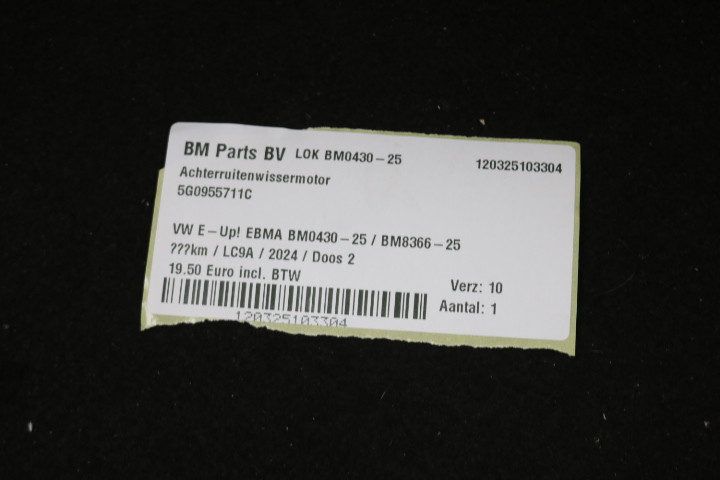 BM Parts BV LOK BM0430-25 120325103304
Achterruitenwissermotor
5G0955711C
VW E-Up! EBMA BM0430-25 / BM8366-25
???km / LC9A / 2024 / Doos 2
19.50 Euro incl. BTW
Verz: 10
Aantal: 1
120325103304